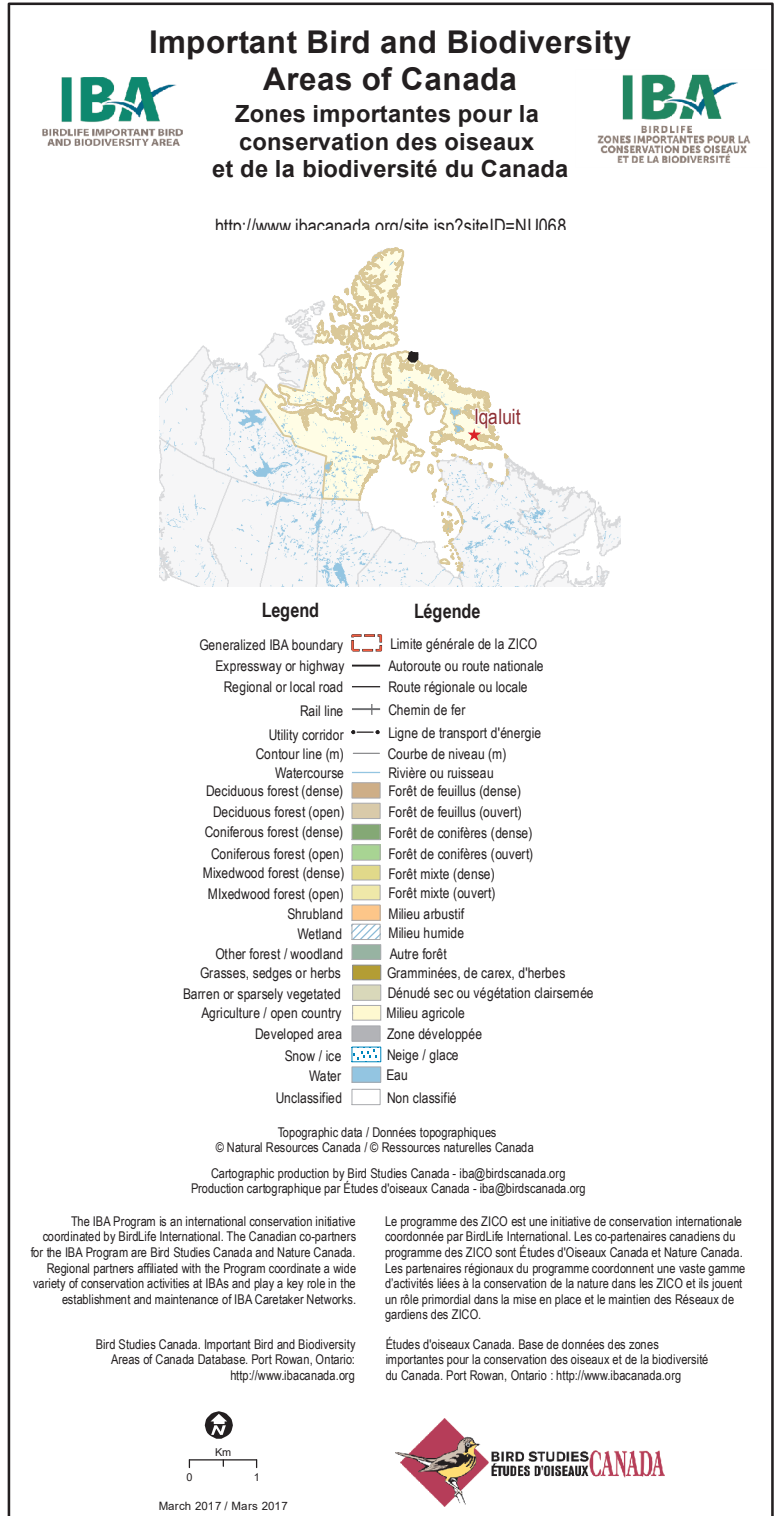 Important Bird and Biodiversity
Areas of Canada
Zones importantes pour la
conservation des oiseaux
et de la biodiversité du Canada
IBA
BIRDLIFE IMPORTANT BIRD
AND BIODIVERSITY AREA
IBA
BIRDLIFE
ZONES IMPORTANTES POUR LA
CONSERVATION DES OISEAUX
ET DE LA BIODIVERSITÉ
http://www.ibacanada.org/site.jsp?siteID=NU068
Iqaluit
Legend Légende
Generalized IBA boundary Limite générale de la ZICO
Expressway or highway Autoroute ou route nationale
Regional or local road Route régionale ou locale
Rail line Chemin de fer
Utility corridor Ligne de transport d'énergie
Contour line (m) Courbe de niveau (m)
Watercourse Rivière ou ruisseau
Deciduous forest (dense) Forêt de feuillus (dense)
Deciduous forest (open) Forêt de feuillus (ouvert)
Coniferous forest (dense) Forêt de conifères (dense)
Coniferous forest (open) Forêt de conifères (ouvert)
Mixedwood forest (dense) Forêt mixte (dense)
MIxedwood forest (open) Forêt mixte (ouvert)
Shrubland Milieu arbustif
Wetland Milieu humide
Other forest / woodland Autre forêt
Grasses, sedges or herbs Gramminées, de carex, d'herbes
Barren or sparsely vegetated Dénudé sec ou végétation clairsemée
Agriculture / open country Milieu agricole
Developed area Zone développée
Snow / ice Neige / glace
Water Eau
Unclassified Non classifié
Topographic data / Données topographiques
© Natural Resources Canada / © Ressources naturelles Canada
Cartographic production by Bird Studies Canada - iba@birdscanada.org
Production cartographique par Études d'oiseaux Canada - iba@birdscanada.org
The IBA Program is an international conservation initiative
coordinated by BirdLife International. The Canadian co-partners
for the IBA Program are Bird Studies Canada and Nature Canada.
Regional partners affiliated with the Program coordinate a wide
variety of conservation activities at IBAs and play a key role in the
establishment and maintenance of IBA Caretaker Networks.
Le programme des ZICO est une initiative de conservation internationale
coordonnée par BirdLife International. Les co-partenaires canadiens du
programme des ZICO sont Études d'Oiseaux Canada et Nature Canada.
Les partenaires régionaux du programme coordonnent une vaste gamme
d'activités liées à la conservation de la nature dans les ZICO et ils jouent
un rôle primordial dans la mise en place et le maintien des Réseaux de
gardiens des ZICO.
Bird Studies Canada. Important Bird and Biodiversity
Areas of Canada Database. Port Rowan, Ontario:
http://www.ibacanada.org
Études d'oiseaux Canada. Base de données des zones
importantes pour la conservation des oiseaux et de la biodiversité
du Canada. Port Rowan, Ontario : http://www.ibacanada.org
N
Km
0 1
March 2017 / Mars 2017
BIRD STUDIES
ÉTUDES D'OISEAUX CANADA